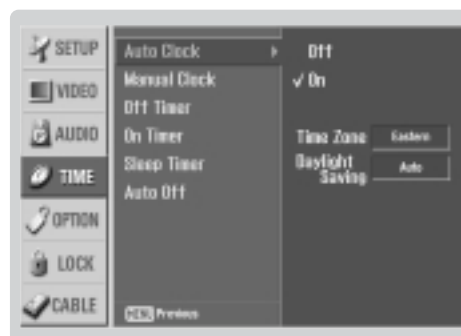 SETUP
VIDEO
AUDIO
TIME
OPTION
LOCK
CABLE
Auto Clock
Manual Clock
Off Timer
On Timer
Sleep Timer
Auto Off
MENU Previous
Off
✓ On
Time Zone Eastern
Daylight
Saving Auto